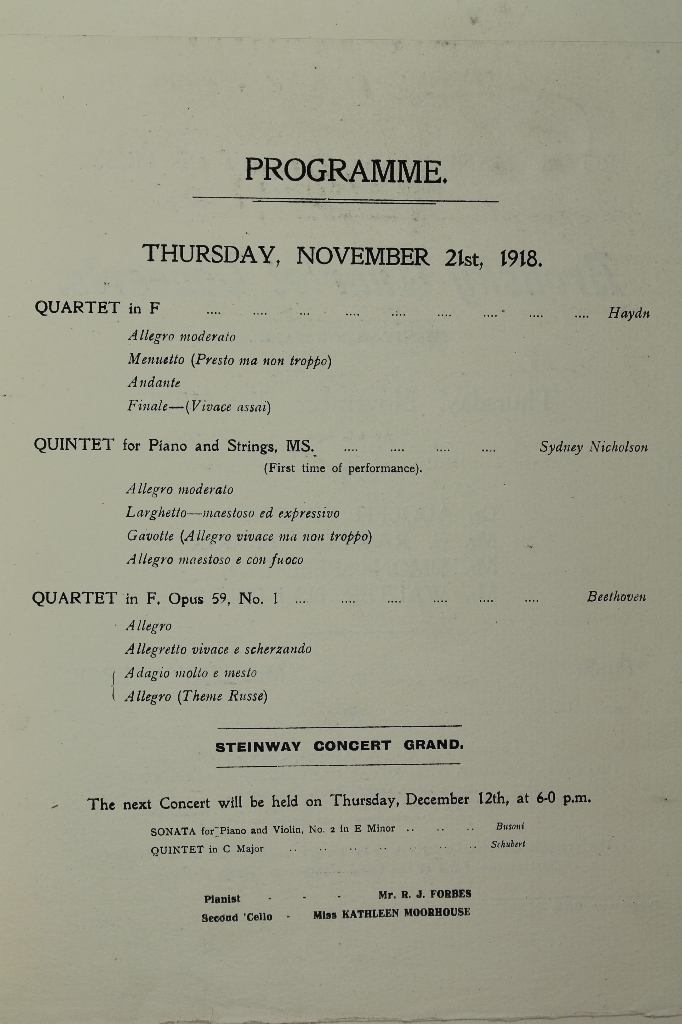 PROGRAMME.
THURSDAY, NOVEMBER 21st, 1918.
QUARTET in F .... .... ... .... .... .... .... .... .... Haydn
Allegro moderato
Menuetto (Presto ma non troppo)
Andante
Finale—(Vivace assai)
QUINTET for Piano and Strings, MS. .... .... .... .... Sydney Nicholson
(First time of performance).
Allegro moderato
Larghetto—maestoso ed expressivo
Gavotte (Allegro vivace ma non troppo)
Allegro maestoso e con fuoco
QUARTET in F, Opus 59, No. 1 ... .... .... .... .... .... Beethoven
Allegro
Allegretto vivace e scherzando
Adagio molto e mesto
Allegro (Theme Russe)
STEINWAY CONCERT GRAND.
The next Concert will be held on Thursday, December 12th, at 6-0 p.m.
SONATA for Piano and Violin, No. 2 in E Minor .. .. .. Busoni
QUINTET in C Major .. .. .. .. .. .. .. Schubert
Pianist - - - Mr. R. J. FORBES
Second 'Cello - Miss KATHLEEN MOORHOUSE